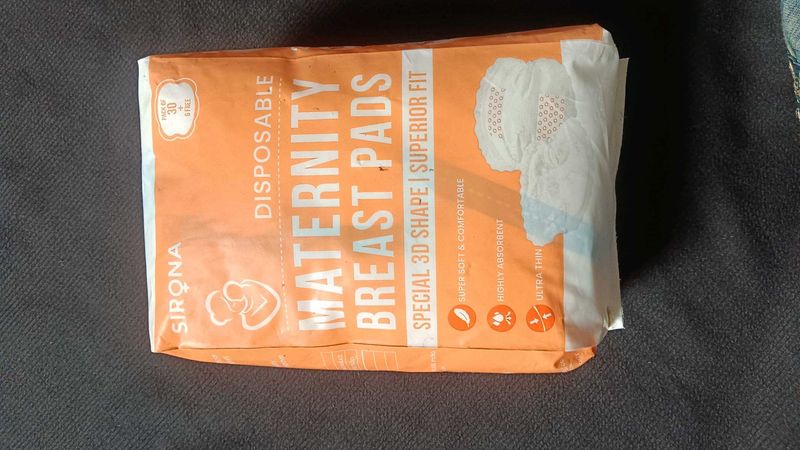 SIRONA
PACK OF
30
+
6 FREE
DISPOSABLE
MATERNITY
BREAST PADS
SPECIAL 3D SHAPE | SUPERIOR FIT
SUPER SOFT & COMFORTABLE
HIGHLY ABSORBENT
ULTRA THIN